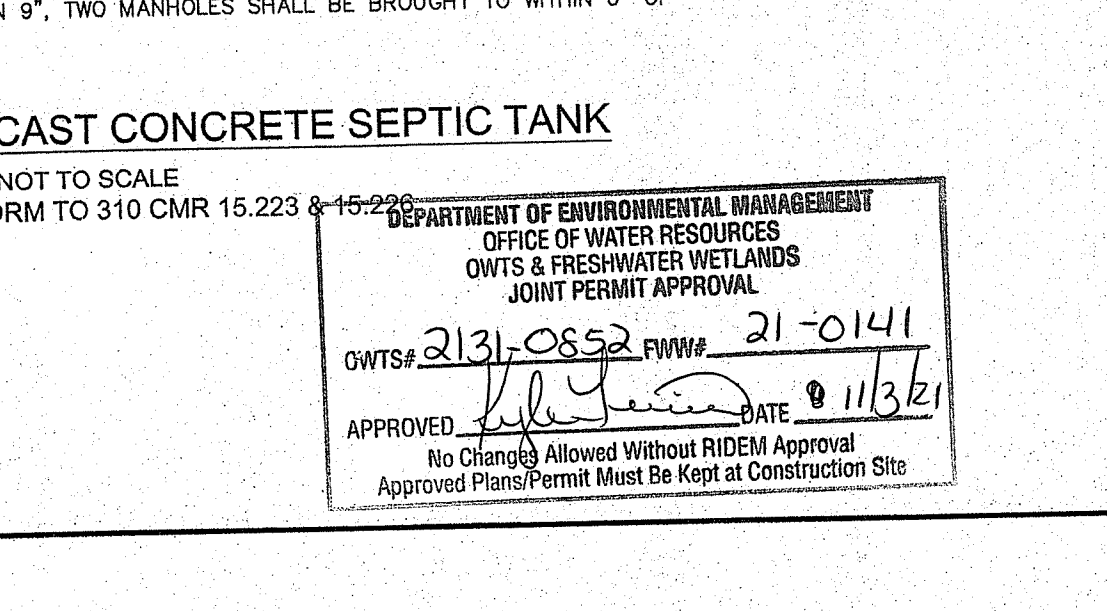 N 9", TWO MANHOLES SHALL BE BROUGHT TO WITHIN
CAST CONCRETE SEPTIC TANK
NOT TO SCALE
ORM TO 310 CMR 15.223 & 15.226
DEPARTMENT OF ENVIRONMENTAL MANAGEMENT
OFFICE OF WATER RESOURCES
OWTS & FRESHWATER WETLANDS
JOINT PERMIT APPROVAL
OWTS# 2131-0852 FWW# 21-0141
APPROVED DATE 11/3/21
No Changes Allowed Without RIDEM Approval
Approved Plans/Permit Must Be Kept at Construction Site